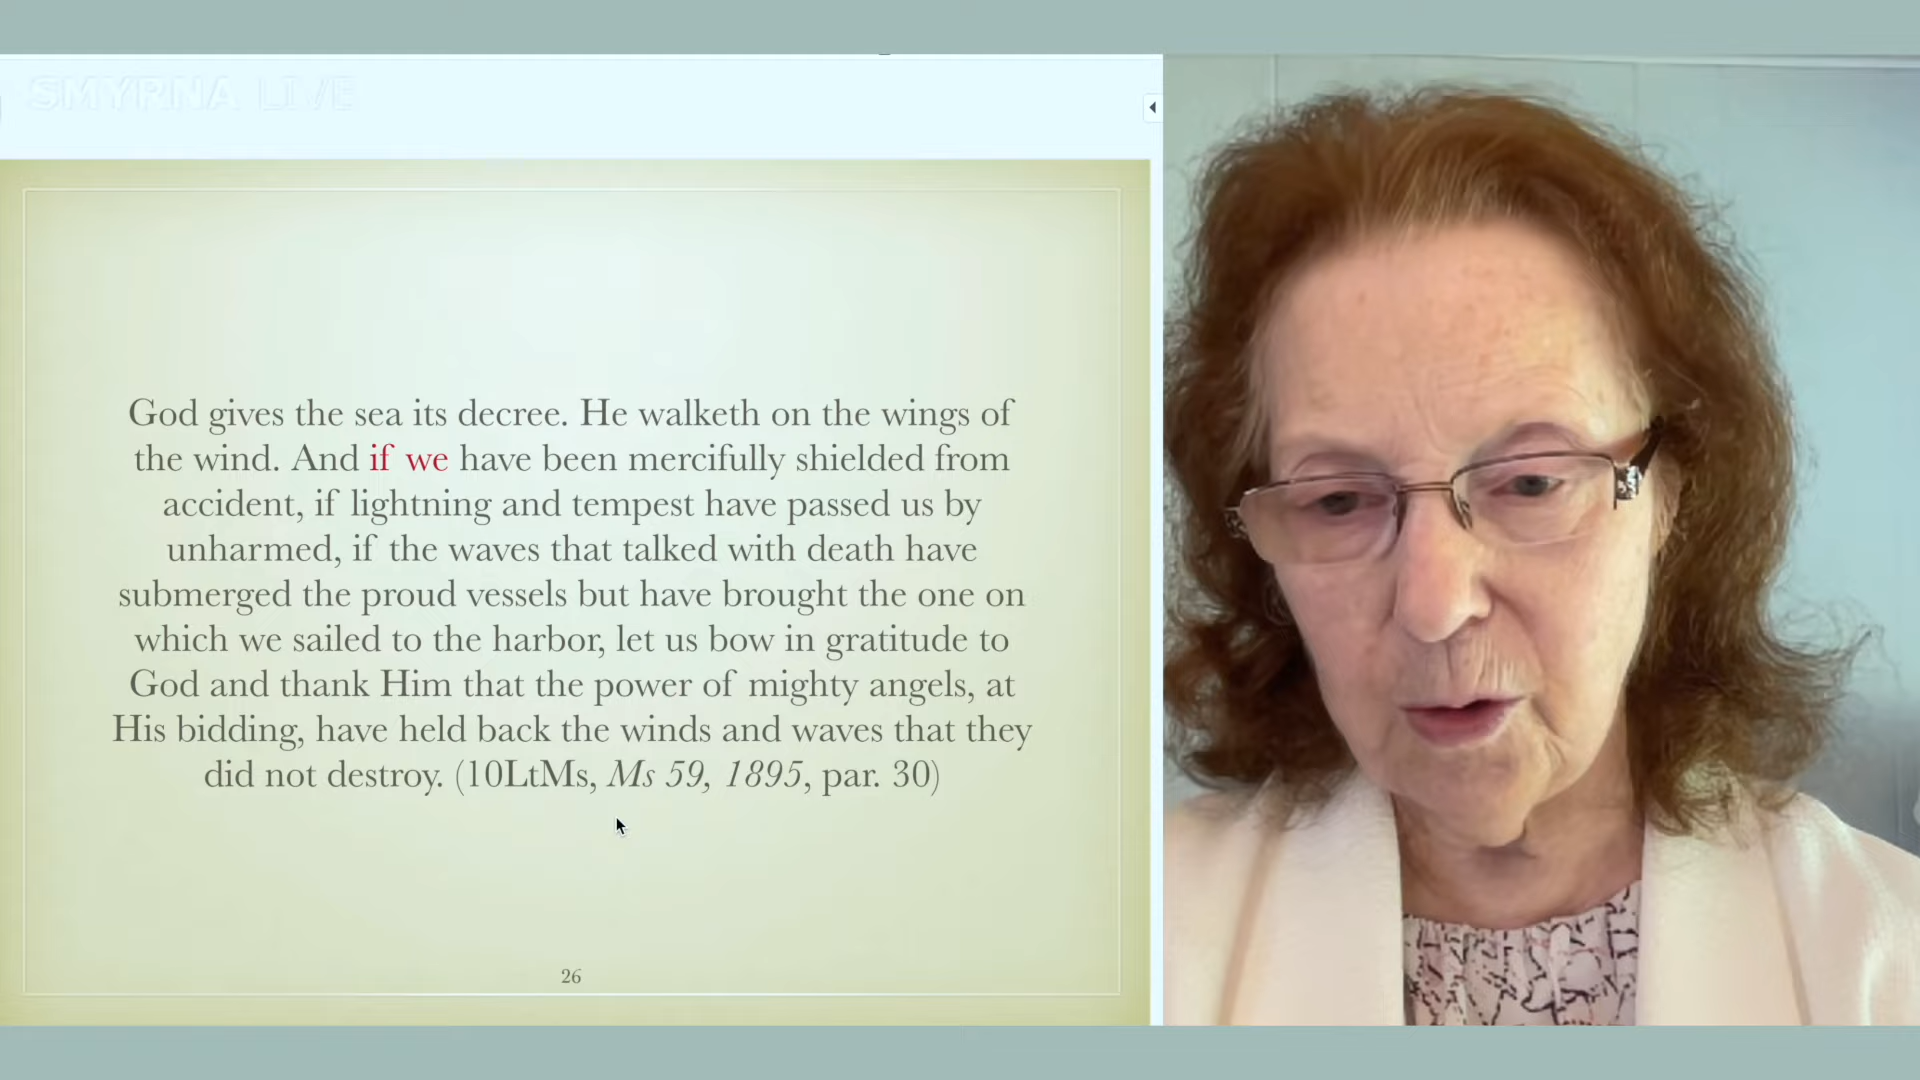 SMYRNA LIVE
God gives the sea its decree. He walketh on the wings of
the wind. And if we have been mercifully shielded from
accident, if lightning and tempest have passed us by
unharmed, if the waves that talked with death have
submerged the proud vessels but have brought the one on
which we sailed to the harbor, let us bow in gratitude to
God and thank Him that the power of mighty angels, at
His bidding, have held back the winds and waves that they
did not destroy. (10LtMs, Ms 59, 1895, par. 30)
26